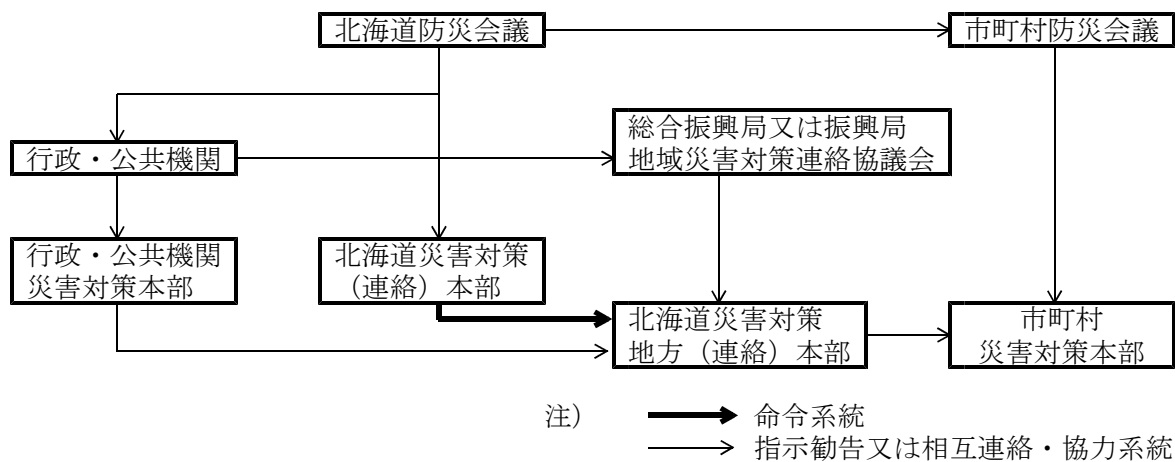 北海道防災会議
市町村防災会議
行政・公共機関
総合振興局又は振興局
地域災害対策連絡協議会
行政・公共機関
災害対策本部
北海道災害対策
(連絡)本部
北海道災害対策
地方(連絡)本部
市町村
災害対策本部
注)
命令系統
指示勧告又は相互連絡・協力系統